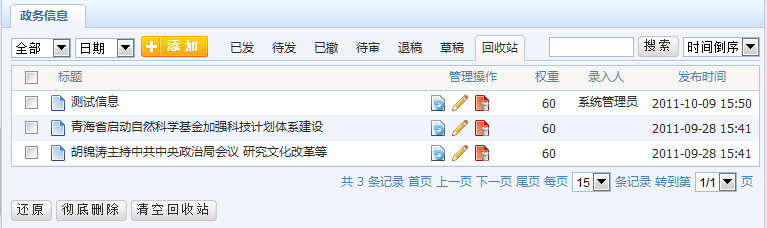 政务信息
全部 日期 添加 已发 待发 已撤 待审 退稿 草稿 回收站 搜索 时间倒序
标题 管理操作 权重 录入人 发布时间
测试信息 60 系统管理员 2011-10-09 15:50
青海省启动自然科学基金加强科技计划体系建设 60 2011-09-28 15:41
胡锦涛主持中共中央政治局会议 研究文化改革等 60 2011-09-28 15:41
共 3 条记录 首页 上一页 下一页 尾页 每页 15 条记录 转到第 1/1 页
还原 彻底删除 清空回收站